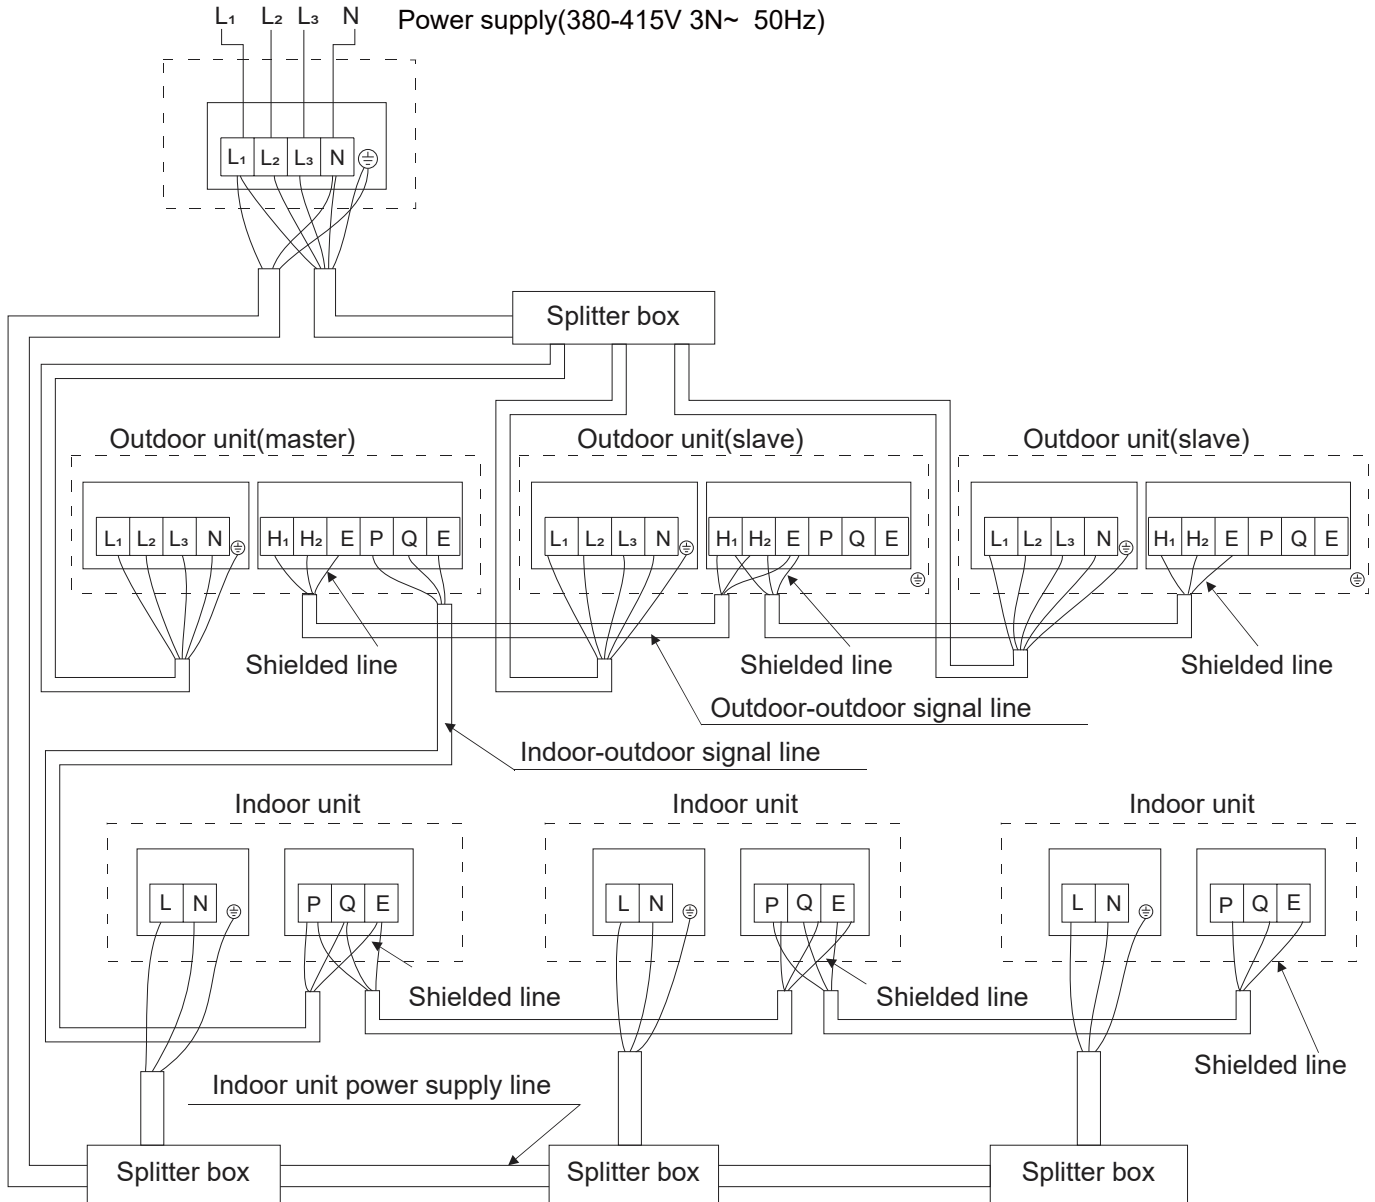 L₁ L₂ L₃ N Power supply(380-415V 3N~ 50Hz)
L₁ L₂ L₃ N
Splitter box
Outdoor unit(master) Outdoor unit(slave) Outdoor unit(slave)
L₁ L₂ L₃ N H₁ H₂ E P Q E L₁ L₂ L₃ N H₁ H₂ E P Q E L₁ L₂ L₃ N H₁ H₂ E P Q E
Shielded line Shielded line Shielded line
Outdoor-outdoor signal line
Indoor-outdoor signal line
Indoor unit Indoor unit Indoor unit
L N P Q E L N P Q E L N P Q E
Shielded line Shielded line
Shielded line
Indoor unit power supply line
Splitter box Splitter box Splitter box